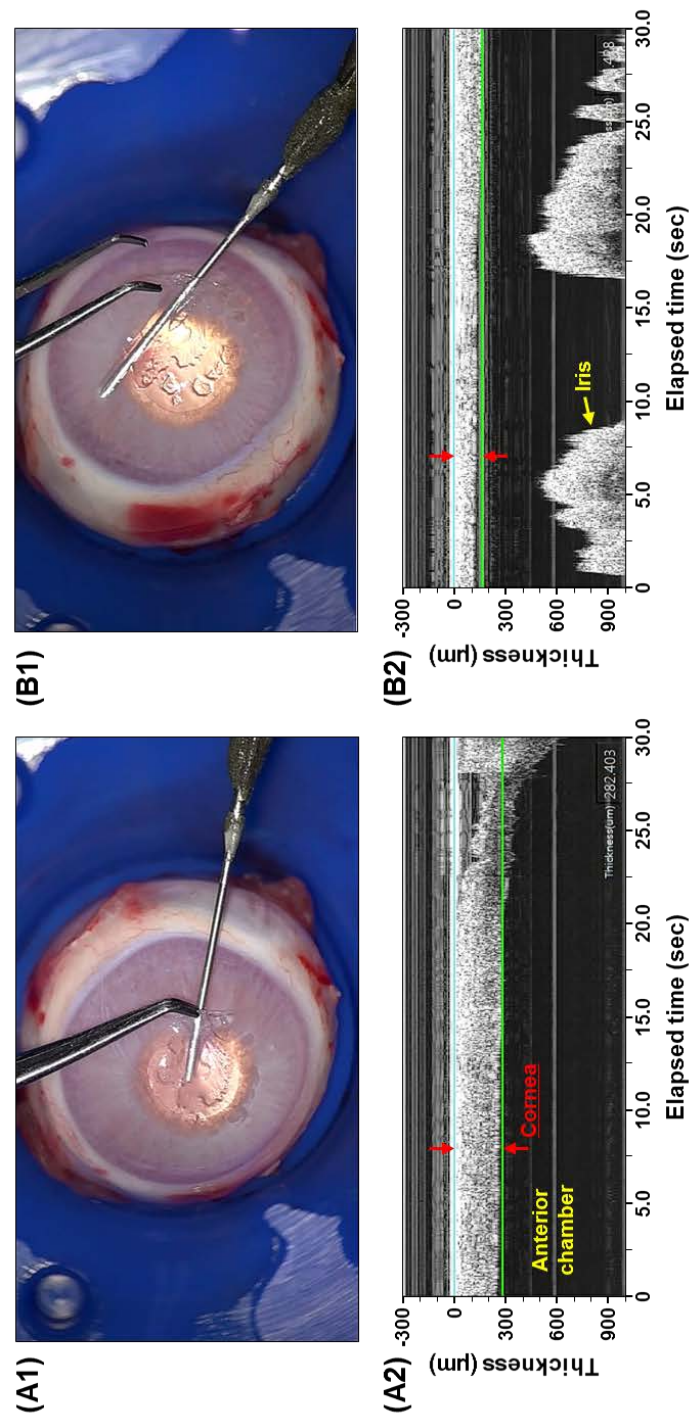 (A1)
(B1)
(A2)
Thickness (μm)
-300
0
300
600
900
Cornea
Anterior
chamber
Thickness(um) 282.403
0
5.0
10.0
15.0
20.0
25.0
30.0
Elapsed time (sec)
(B2)
Thickness (μm)
-300
0
300
600
900
Iris
0
5.0
10.0
15.0
20.0
25.0
30.0
Elapsed time (sec)